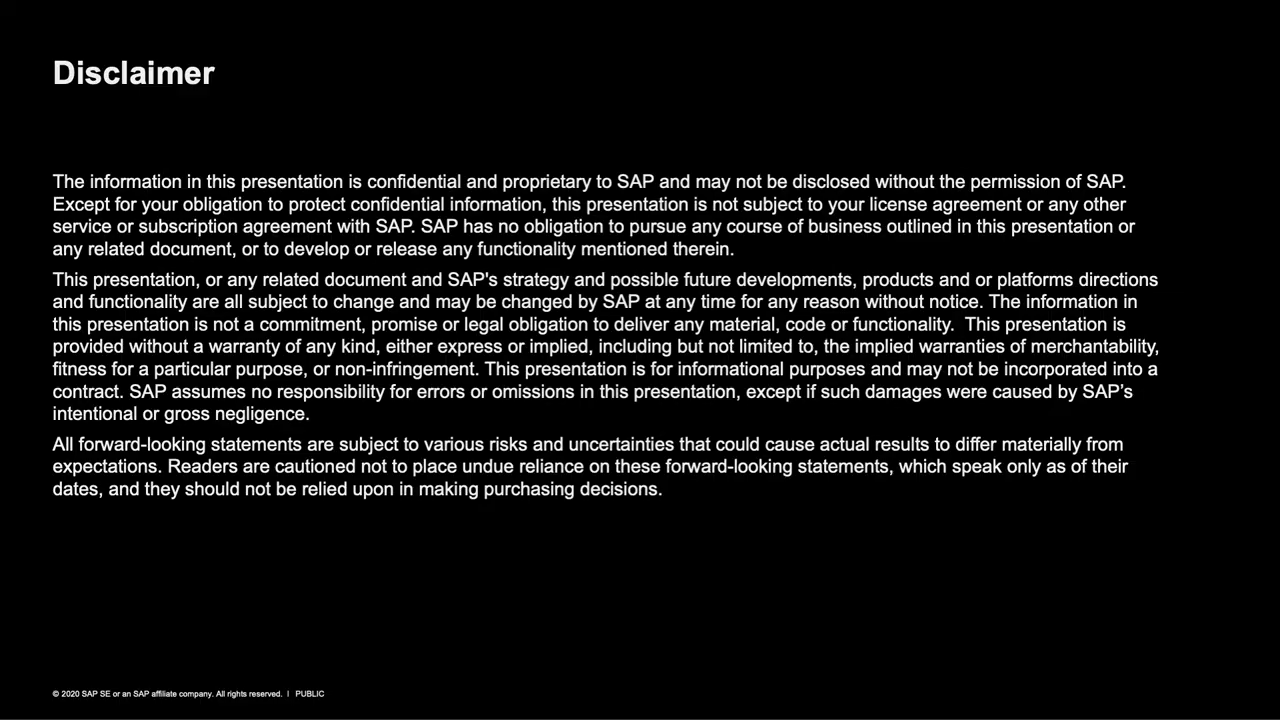 Disclaimer
The information in this presentation is confidential and proprietary to SAP and may not be disclosed without the permission of SAP.
Except for your obligation to protect confidential information, this presentation is not subject to your license agreement or any other
service or subscription agreement with SAP. SAP has no obligation to pursue any course of business outlined in this presentation or
any related document, or to develop or release any functionality mentioned therein.
This presentation, or any related document and SAP's strategy and possible future developments, products and or platforms directions
and functionality are all subject to change and may be changed by SAP at any time for any reason without notice. The information in
this presentation is not a commitment, promise or legal obligation to deliver any material, code or functionality.  This presentation is
provided without a warranty of any kind, either express or implied, including but not limited to, the implied warranties of merchantability,
fitness for a particular purpose, or non-infringement. This presentation is for informational purposes and may not be incorporated into a
contract. SAP assumes no responsibility for errors or omissions in this presentation, except if such damages were caused by SAP’s
intentional or gross negligence.
All forward-looking statements are subject to various risks and uncertainties that could cause actual results to differ materially from
expectations. Readers are cautioned not to place undue reliance on these forward-looking statements, which speak only as of their
dates, and they should not be relied upon in making purchasing decisions.
© 2020 SAP SE or an SAP affiliate company. All rights reserved. | PUBLIC